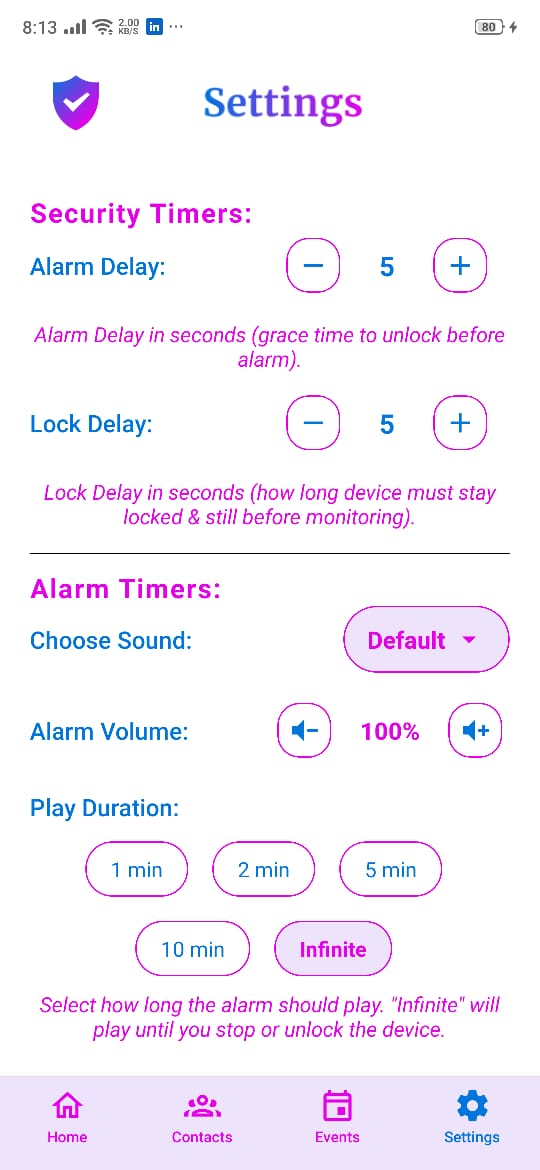 8:13 2.00 KB/S in ... 80
Settings
Security Timers:
Alarm Delay: − 5 +
Alarm Delay in seconds (grace time to unlock before
alarm).
Lock Delay: − 5 +
Lock Delay in seconds (how long device must stay
locked & still before monitoring).
Alarm Timers:
Choose Sound: Default
Alarm Volume: − 100% +
Play Duration:
1 min 2 min 5 min
10 min Infinite
Select how long the alarm should play. "Infinite" will
play until you stop or unlock the device.
Home Contacts Events Settings